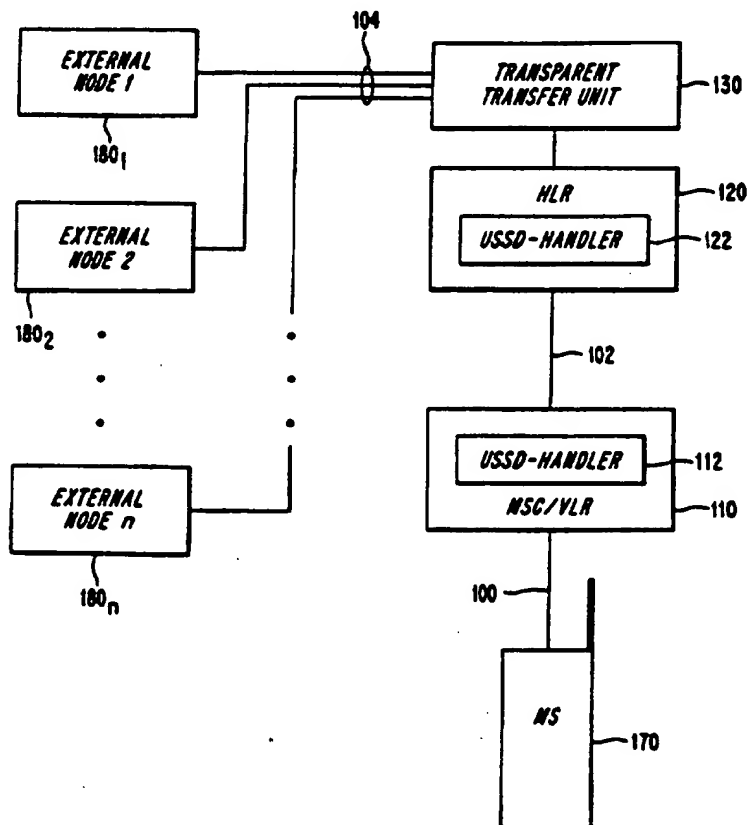 104
EXTERNAL
NODE 1
180₁
TRANSPARENT
TRANSFER UNIT
130
HLR
120
USSD-HANDLER
122
EXTERNAL
NODE 2
180₂
102
USSD-HANDLER
112
MSC/VLR
110
EXTERNAL
NODE n
180ₙ
100
MS
170